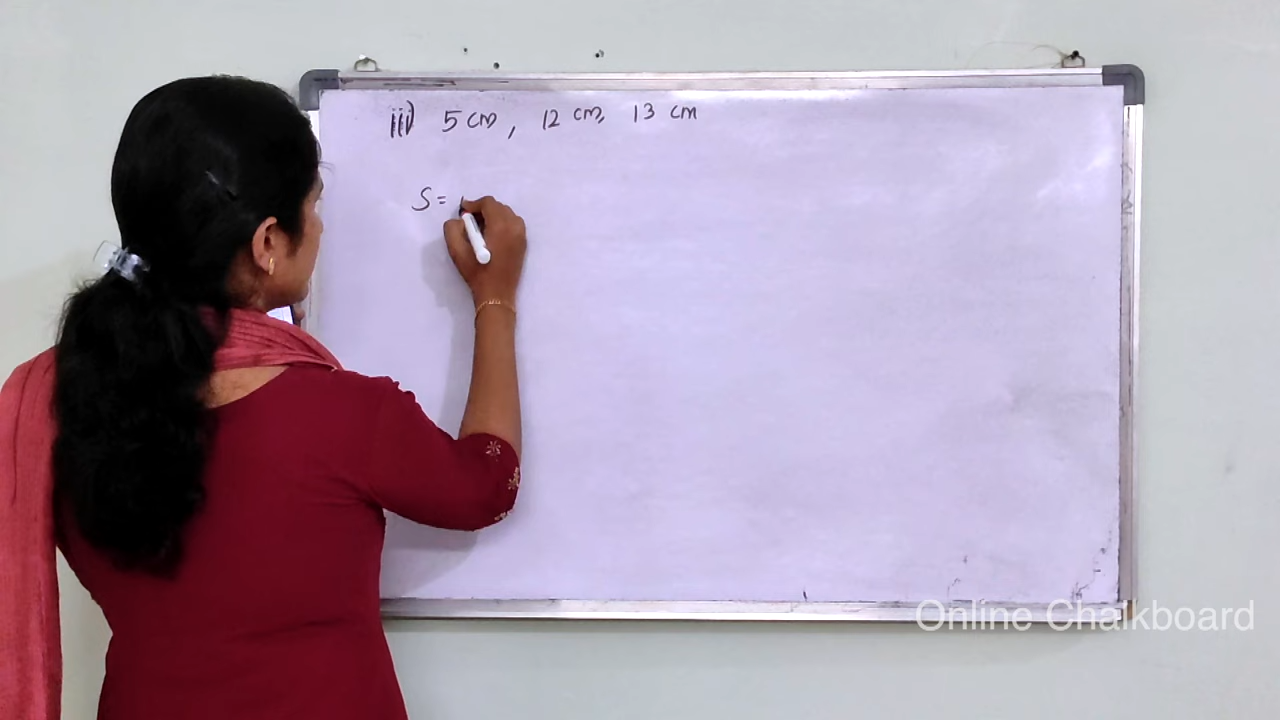 iii) 5 cm, 12 cm, 13 cm
S =
Online Chalkboard